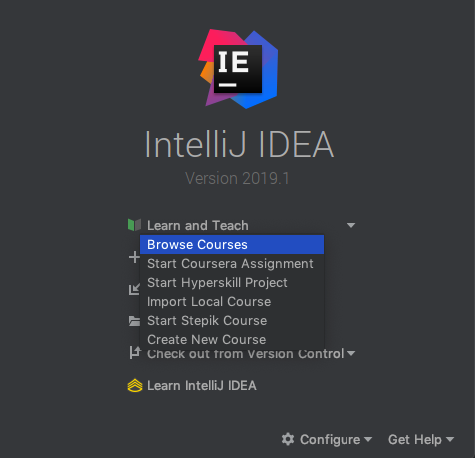 IE
IntelliJ IDEA
Version 2019.1
Learn and Teach
Browse Courses
Start Coursera Assignment
Start Hyperskill Project
Import Local Course
Start Stepik Course
Create New Course
Check out from Version Control
Learn IntelliJ IDEA
Configure Get Help